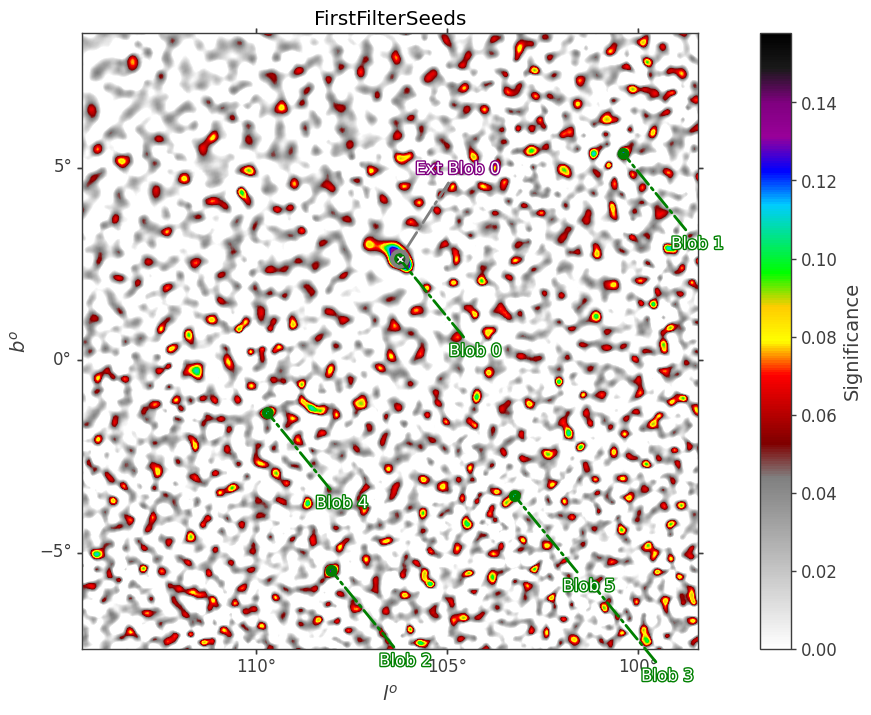 FirstFilterSeeds
Ext Blob 0
Blob 1
Blob 0
Blob 4
Blob 5
Blob 2
Blob 3
5°
0°
−5°
b°
110°
105°
100°
l°
0.14
0.12
0.10
0.08
0.06
0.04
0.02
0.00
Significance